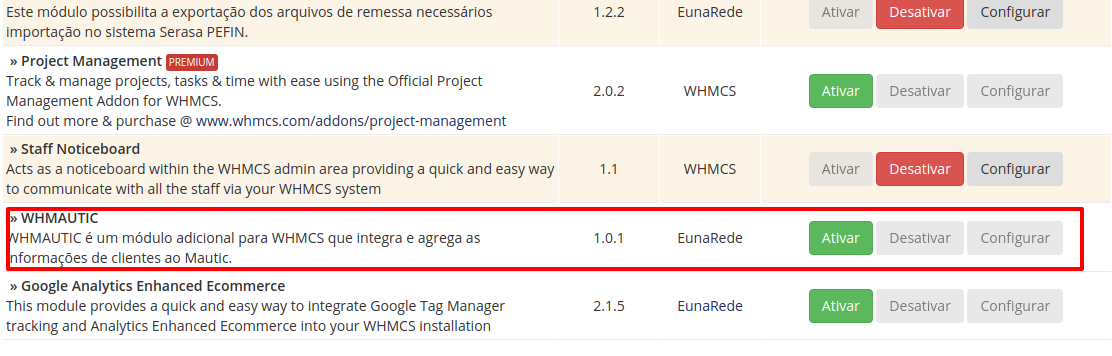 Este módulo possibilita a exportação dos arquivos de remessa necessários
importação no sistema Serasa PEFIN.
1.2.2 EunaRede Ativar Desativar Configurar
» Project Management PREMIUM
Track & manage projects, tasks & time with ease using the Official Project
Management Addon for WHMCS.
Find out more & purchase @ www.whmcs.com/addons/project-management
2.0.2 WHMCS Ativar Desativar Configurar
» Staff Noticeboard
Acts as a noticeboard within the WHMCS admin area providing a quick and easy way
to communicate with all the staff via your WHMCS system
1.1 WHMCS Ativar Desativar Configurar
» WHMAUTIC
WHMAUTIC é um módulo adicional para WHMCS que integra e agrega as
nformações de clientes ao Mautic.
1.0.1 EunaRede Ativar Desativar Configurar
» Google Analytics Enhanced Ecommerce
This module provides a quick and easy way to integrate Google Tag Manager
tracking and Analytics Enhanced Ecommerce into your WHMCS installation
2.1.5 EunaRede Ativar Desativar Configurar